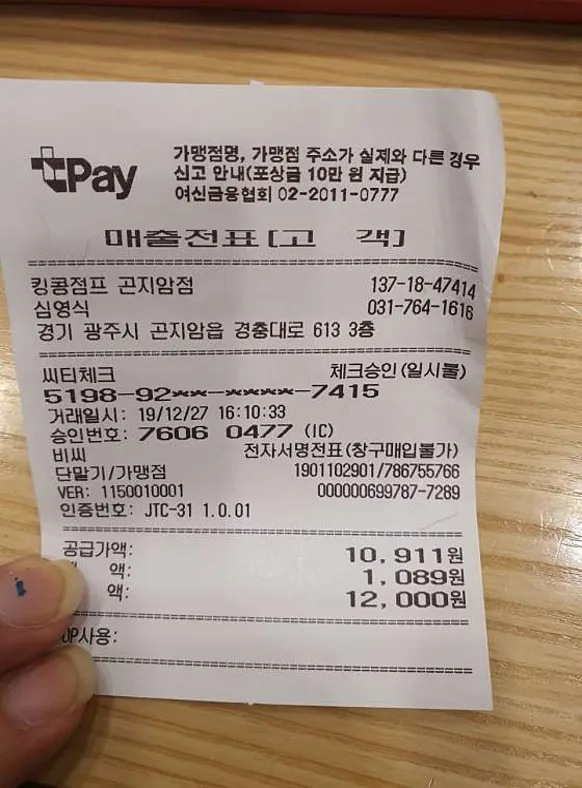 Pay
가맹점명, 가맹점 주소가 실제와 다른 경우
신고 안내(포상금 10만 원 지급)
여신금융협회 02-2011-0777
매출전표[고 객]
킹콩점프 곤지암점 137-18-47414
심영식 031-764-1616
경기 광주시 곤지암읍 경충대로 613 3층
씨티체크 체크승인(일시불)
5198-92**-****-7415
거래일시: 19/12/27 16:10:33
승인번호: 7606 0477 (IC)
비씨 전자서명전표(창구매입불가)
단말기/가맹점 1901102901/786755766
VER: 1150010001 000000699787-7289
인증번호: JTC-31 1.0.01
공급가액: 10,911원
액: 1,089원
액: 12,000원
OP사용: